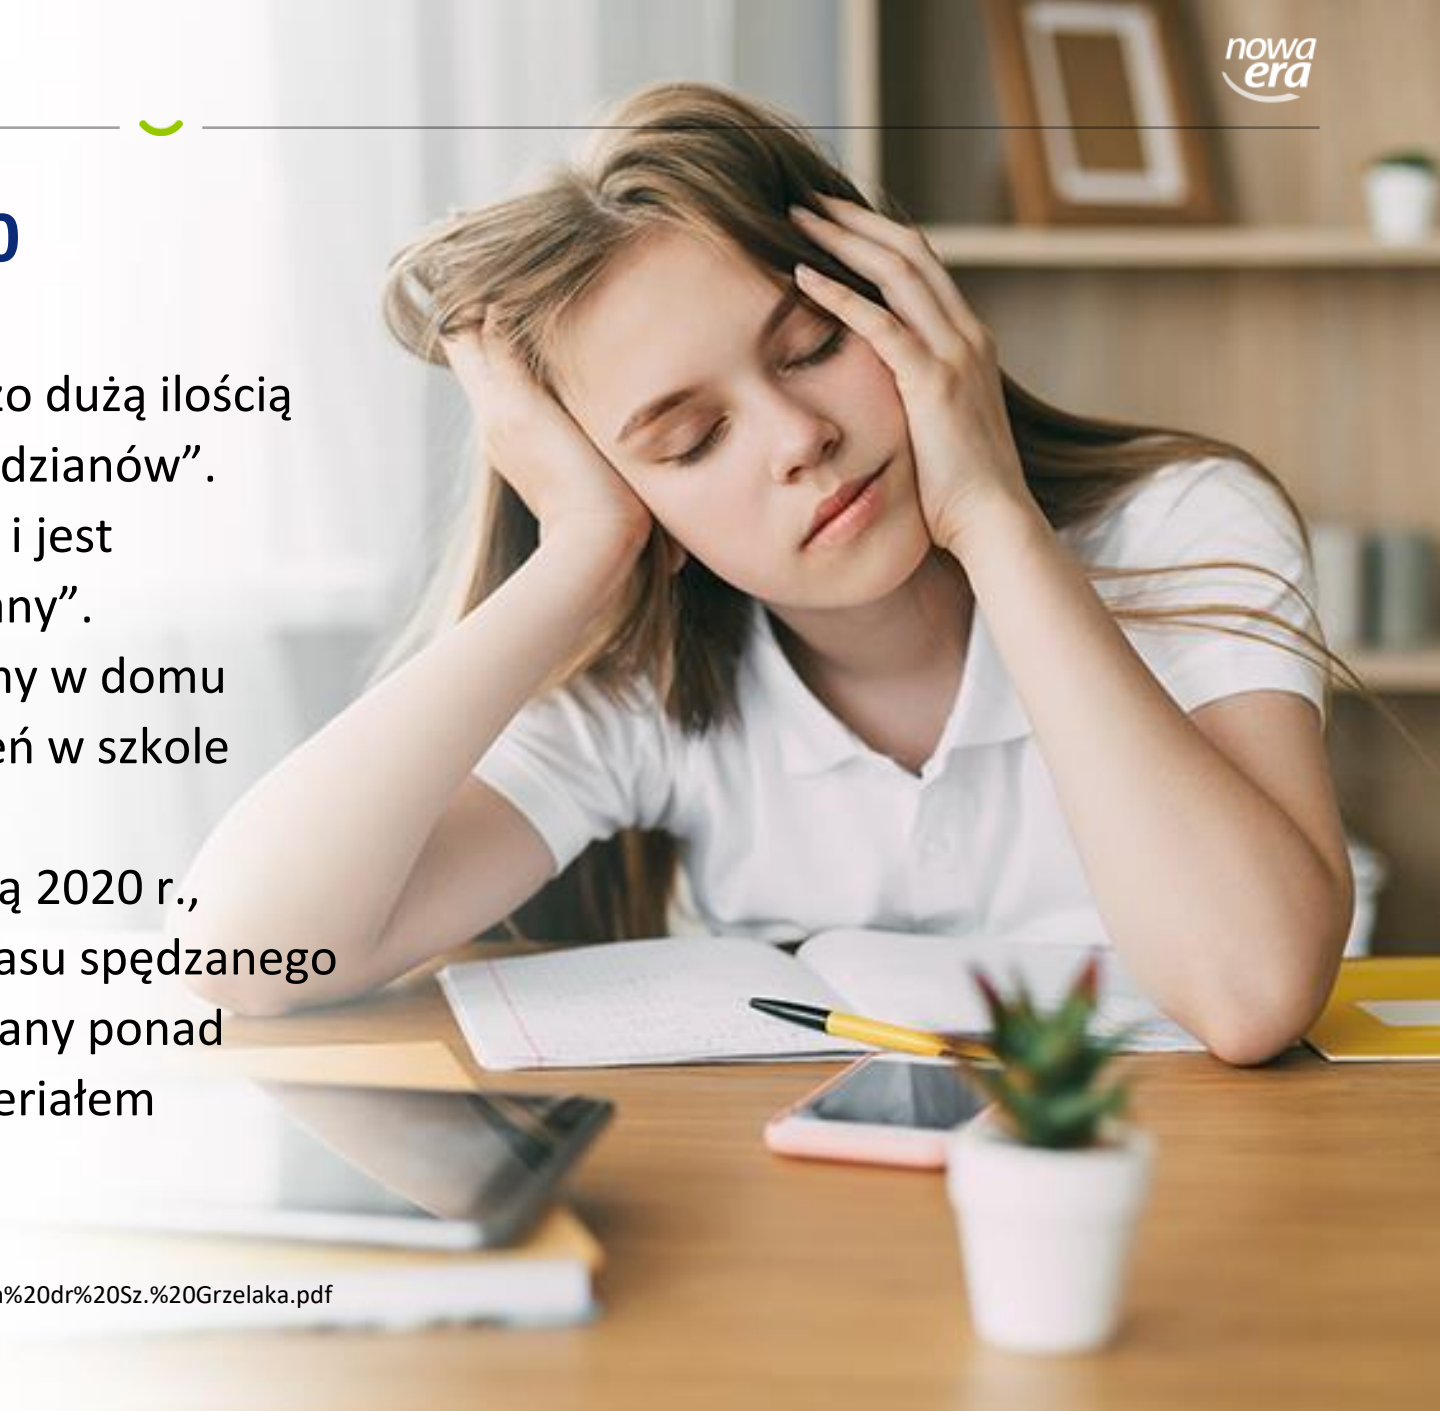 nowa
era
zo dużą ilością
dzianów”.
i jest
any”.
ny w domu
eń w szkole
ą 2020 r.,
asu spędzanego
any ponad
eriałem
%20dr%20Sz.%20Grzelaka.pdf